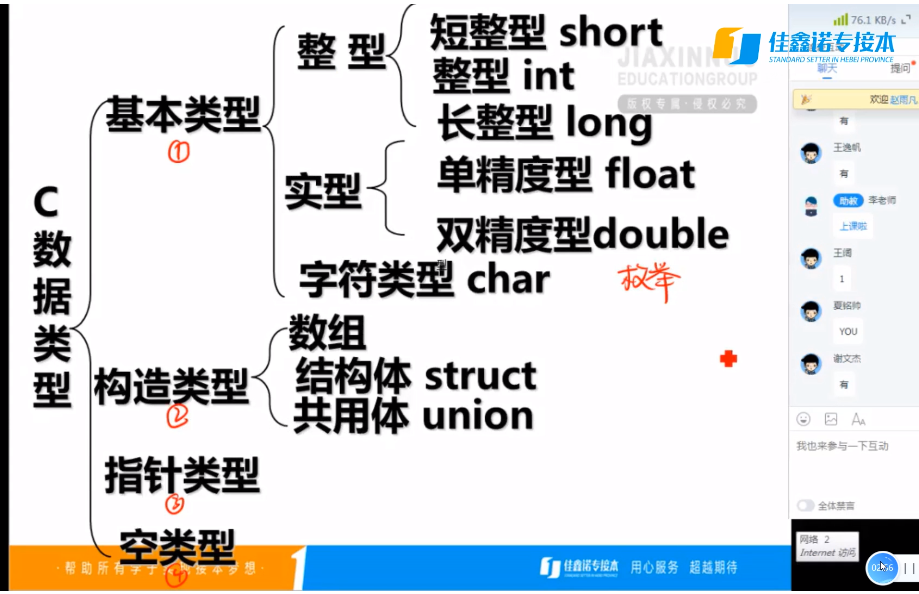 76.1 KB/s
佳鑫诺专接本
STANDARD SETTER IN HEBEI PROVINCE
JIAXINNUO
EDUCATIONGROUP
版权专属·侵权必究
C数据类型
基本类型
①
整 型
短整型 short
整型 int
长整型 long
实型
单精度型 float
双精度型double
字符类型 char
枚举
构造类型
②
数组
结构体 struct
共用体 union
指针类型
③
空类型
④
·帮助所有学子
接本梦想·
佳鑫诺专接本
用心服务 超越期待
聊天
提问
欢迎 赵雨凡
有
王逸帆
有
助教 李老师
上课啦
王阔
1
夏铭帅
YOU
谢文杰
有
我也来参与一下互动
全体禁言
网络 2
Internet 访问